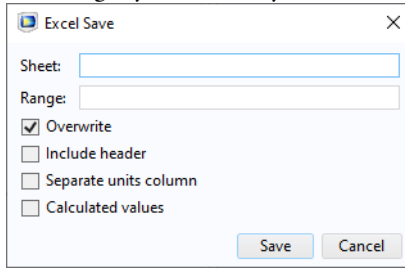 Excel Save
Sheet:
Range:
Overwrite
Include header
Separate units column
Calculated values
Save Cancel